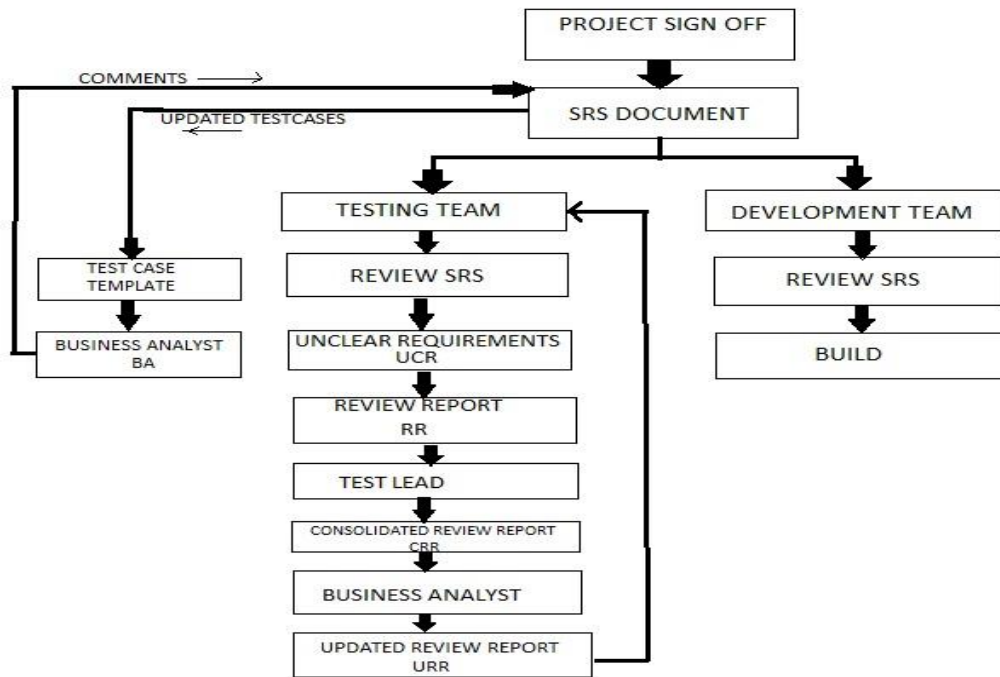 PROJECT SIGN OFF
COMMENTS
SRS DOCUMENT
UPDATED TESTCASES
TESTING TEAM
DEVELOPMENT TEAM
REVIEW SRS
REVIEW SRS
TEST CASE
TEMPLATE
UNCLEAR REQUIREMENTS
UCR
BUSINESS ANALYST
BA
BUILD
REVIEW REPORT
RR
TEST LEAD
CONSOLIDATED REVIEW REPORT
CRR
BUSINESS ANALYST
UPDATED REVIEW REPORT
URR